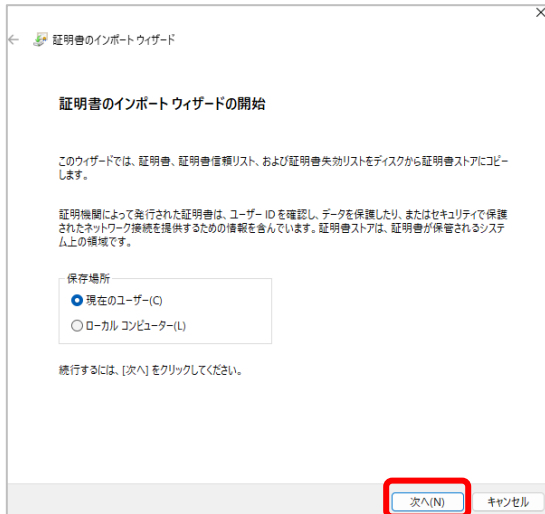 証明書のインポート ウィザード
証明書のインポート ウィザードの開始
このウィザードでは、証明書、証明書信頼リスト、および証明書失効リストをディスクから証明書ストアにコピー
します。
証明機関によって発行された証明書は、ユーザー ID を確認し、データを保護したり、またはセキュリティで保護
されたネットワーク接続を提供するための情報を含んでいます。証明書ストアは、証明書が保管されるシステ
ム上の領域です。
保存場所
現在のユーザー(C)
ローカル コンピューター(L)
続行するには、[次へ] をクリックしてください。
次へ(N)
キャンセル